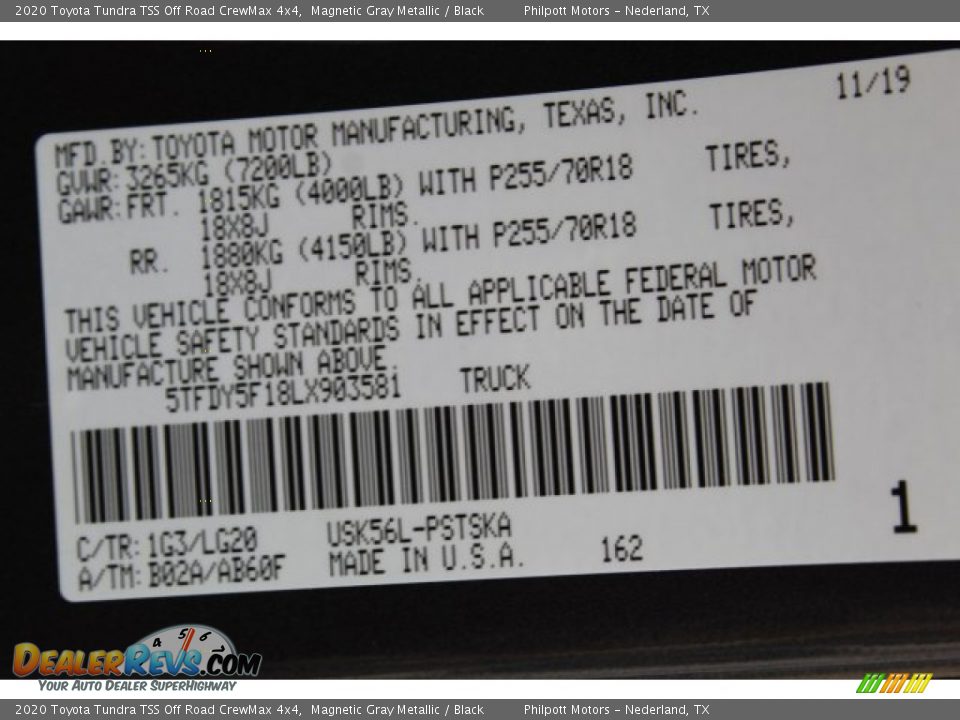 2020 Toyota Tundra TSS Off Road CrewMax 4x4, Magnetic Gray Metallic / Black Philpott Motors - Nederland, TX
11/19
MFD.BY:TOYOTA MOTOR MANUFACTURING, TEXAS, INC.
GVWR:3265KG (7200LB)
GAWR:FRT. 1815KG (4000LB) WITH P255/70R18 TIRES,
18X8J RIMS.
RR. 1880KG (4150LB) WITH P255/70R18 TIRES,
18X8J RIMS.
THIS VEHICLE CONFORMS TO ALL APPLICABLE FEDERAL MOTOR
VEHICLE SAFETY STANDARDS IN EFFECT ON THE DATE OF
MANUFACTURE SHOWN ABOVE.
5TFDY5F18LX903581 TRUCK
1
C/TR:1G3/LG20 USK56L-PSTSKA
A/TM:B02A/AB60F MADE IN U.S.A. 162
4 5 6
DEALERREVS.COM
YOUR AUTO DEALER SUPERHIGHWAY
2020 Toyota Tundra TSS Off Road CrewMax 4x4, Magnetic Gray Metallic / Black Philpott Motors - Nederland, TX